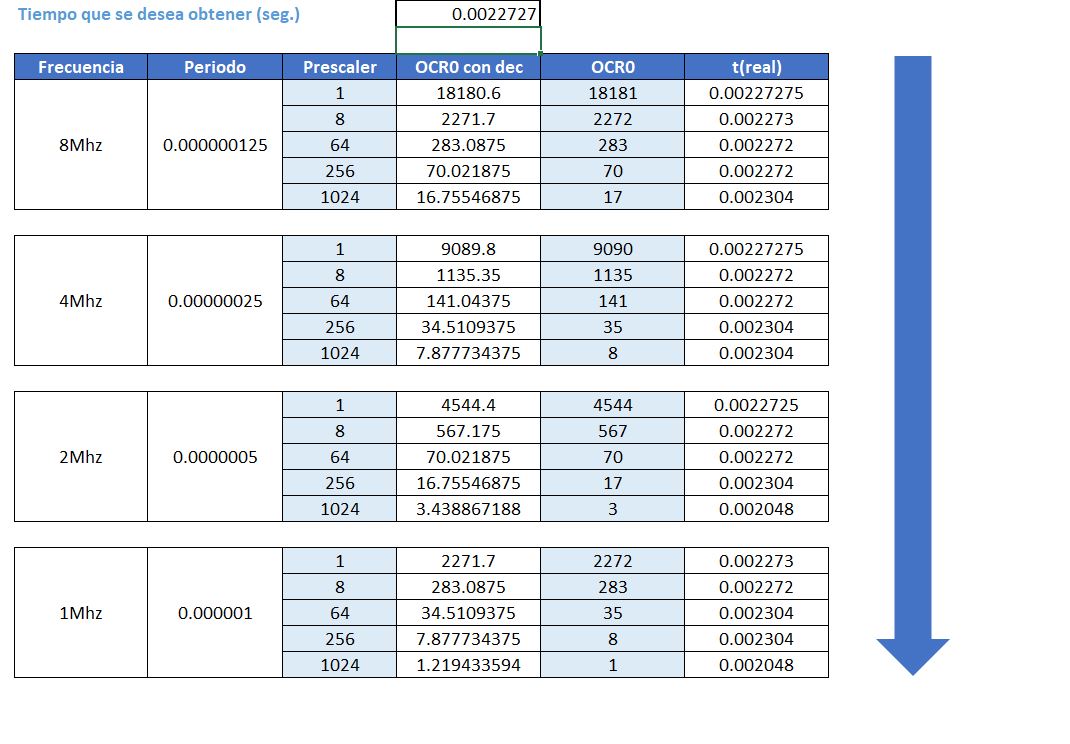 Tiempo que se desea obtener (seg.) 0.0022727
Frecuencia Periodo Prescaler OCR0 con dec OCR0 t(real)
1 18180.6 18181 0.00227275
8 2271.7 2272 0.002273
8Mhz 0.000000125 64 283.0875 283 0.002272
256 70.021875 70 0.002272
1024 16.75546875 17 0.002304
1 9089.8 9090 0.00227275
8 1135.35 1135 0.002272
4Mhz 0.00000025 64 141.04375 141 0.002272
256 34.5109375 35 0.002304
1024 7.877734375 8 0.002304
1 4544.4 4544 0.0022725
8 567.175 567 0.002272
2Mhz 0.0000005 64 70.021875 70 0.002272
256 16.75546875 17 0.002304
1024 3.438867188 3 0.002048
1 2271.7 2272 0.002273
8 283.0875 283 0.002272
1Mhz 0.000001 64 34.5109375 35 0.002304
256 7.877734375 8 0.002304
1024 1.219433594 1 0.002048